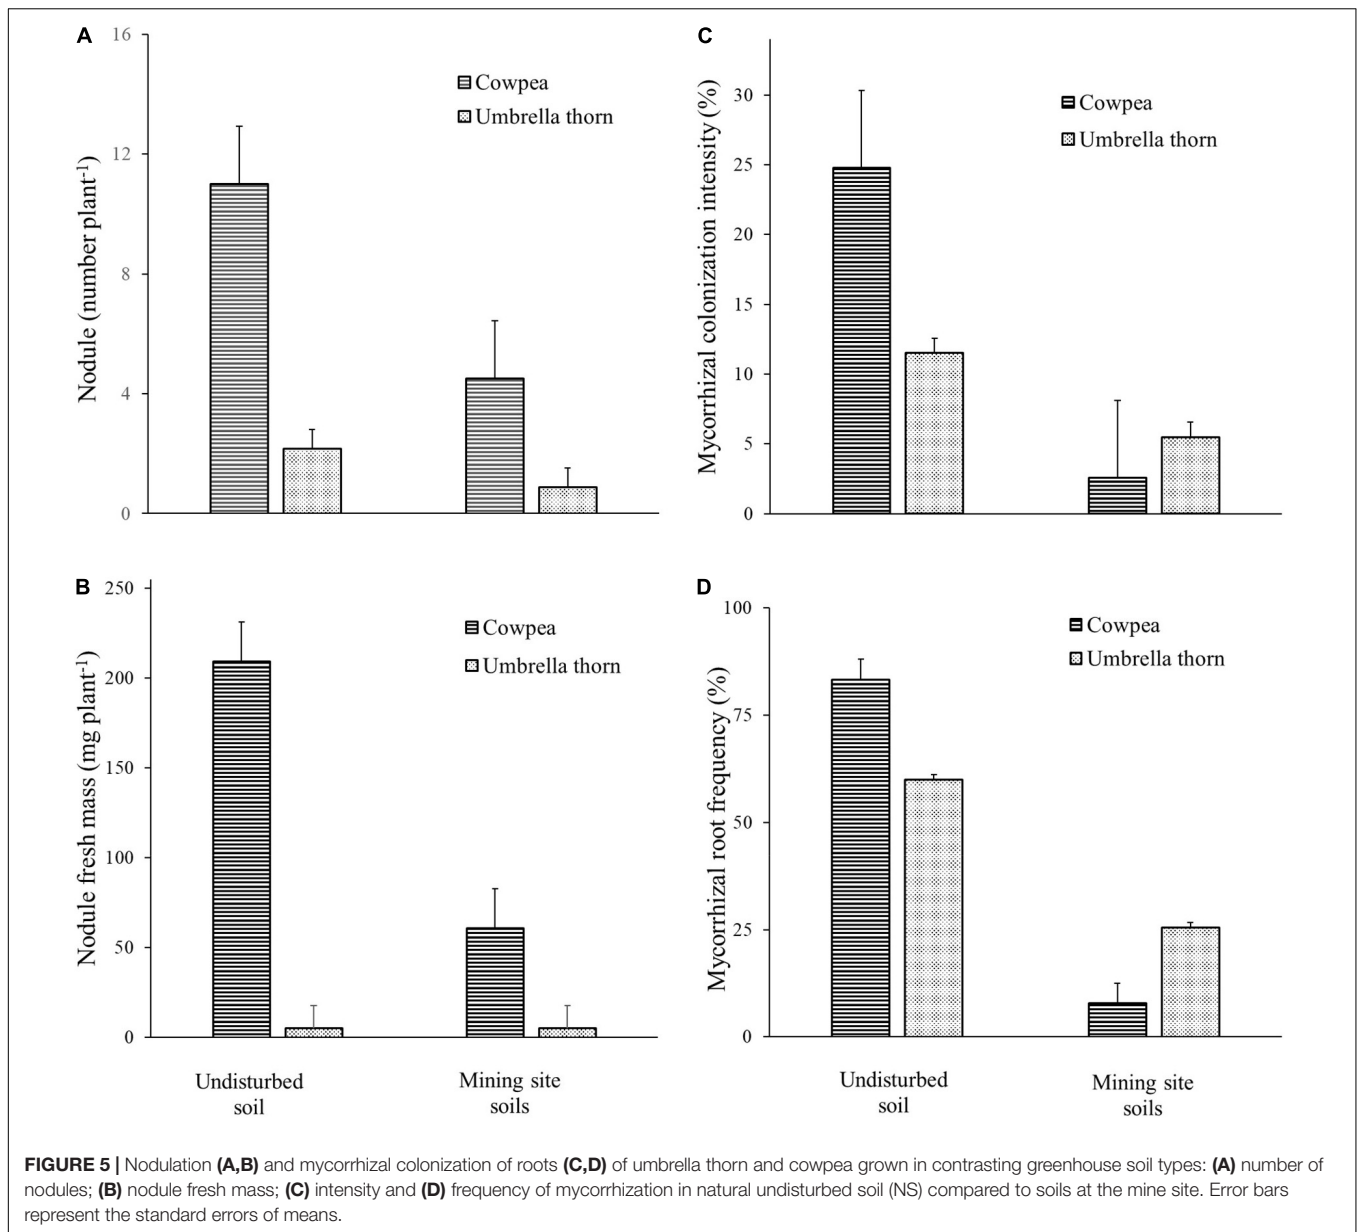 A
16
12
8
4
0
Nodule (number plant-1)
Cowpea
Umbrella thorn
C
30
25
20
15
10
5
0
Mycorrhizal colonization intensity (%)
Cowpea
Umbrella thorn
B
250
200
150
100
50
0
Nodule fresh mass (mg plant-1)
Cowpea
Umbrella thorn
Undisturbed
soil
Mining site
soils
D
100
75
50
25
0
Mycorrhizal root frequency (%)
Cowpea
Umbrella thorn
Undisturbed
soil
Mining site
soils
FIGURE 5 | Nodulation (A,B) and mycorrhizal colonization of roots (C,D) of umbrella thorn and cowpea grown in contrasting greenhouse soil types: (A) number of
nodules; (B) nodule fresh mass; (C) intensity and (D) frequency of mycorrhization in natural undisturbed soil (NS) compared to soils at the mine site. Error bars
represent the standard errors of means.